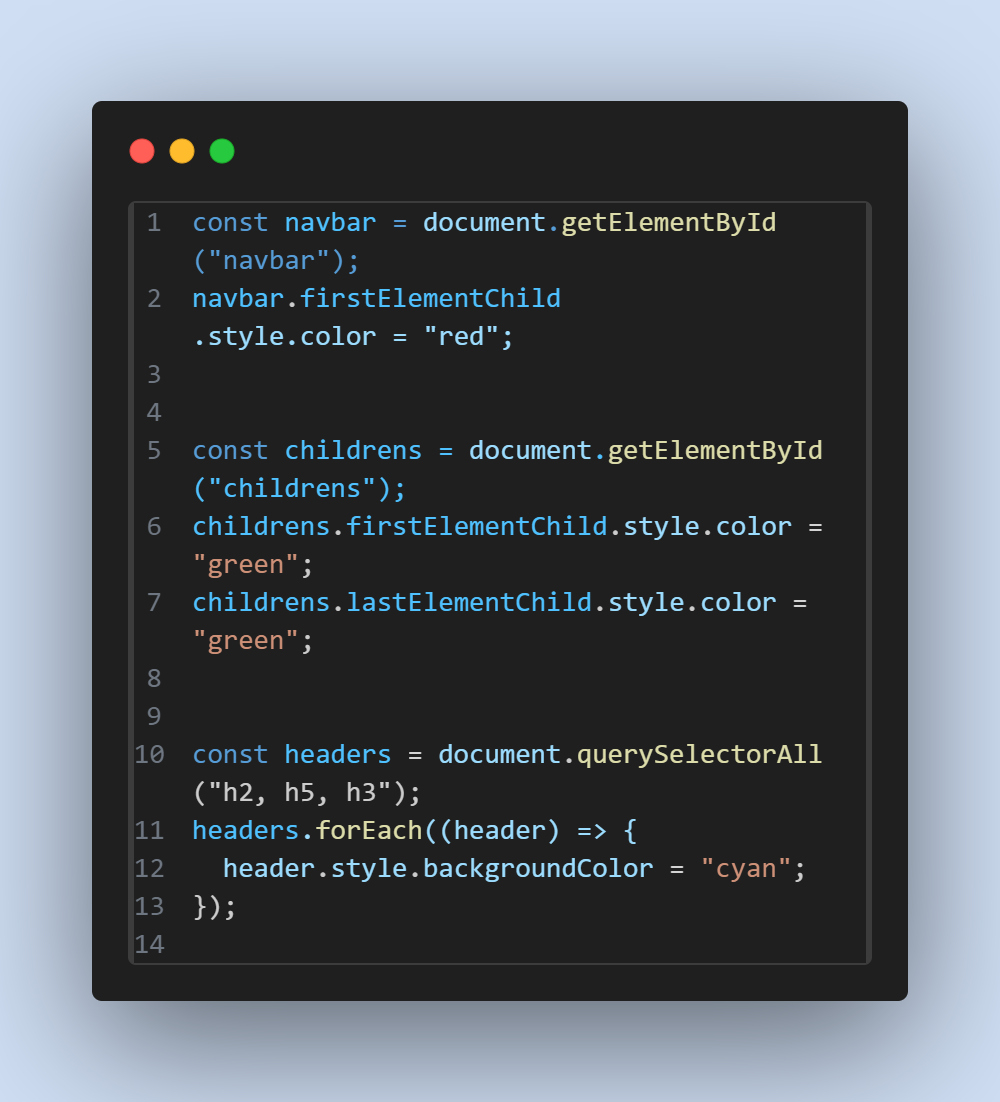 1 const navbar = document.getElementById
("navbar");
2 navbar.firstElementChild
.style.color = "red";
3
4
5 const childrens = document.getElementById
("childrens");
6 childrens.firstElementChild.style.color =
"green";
7 childrens.lastElementChild.style.color =
"green";
8
9
10 const headers = document.querySelectorAll
("h2, h5, h3");
11 headers.forEach((header) => {
12   header.style.backgroundColor = "cyan";
13 });
14